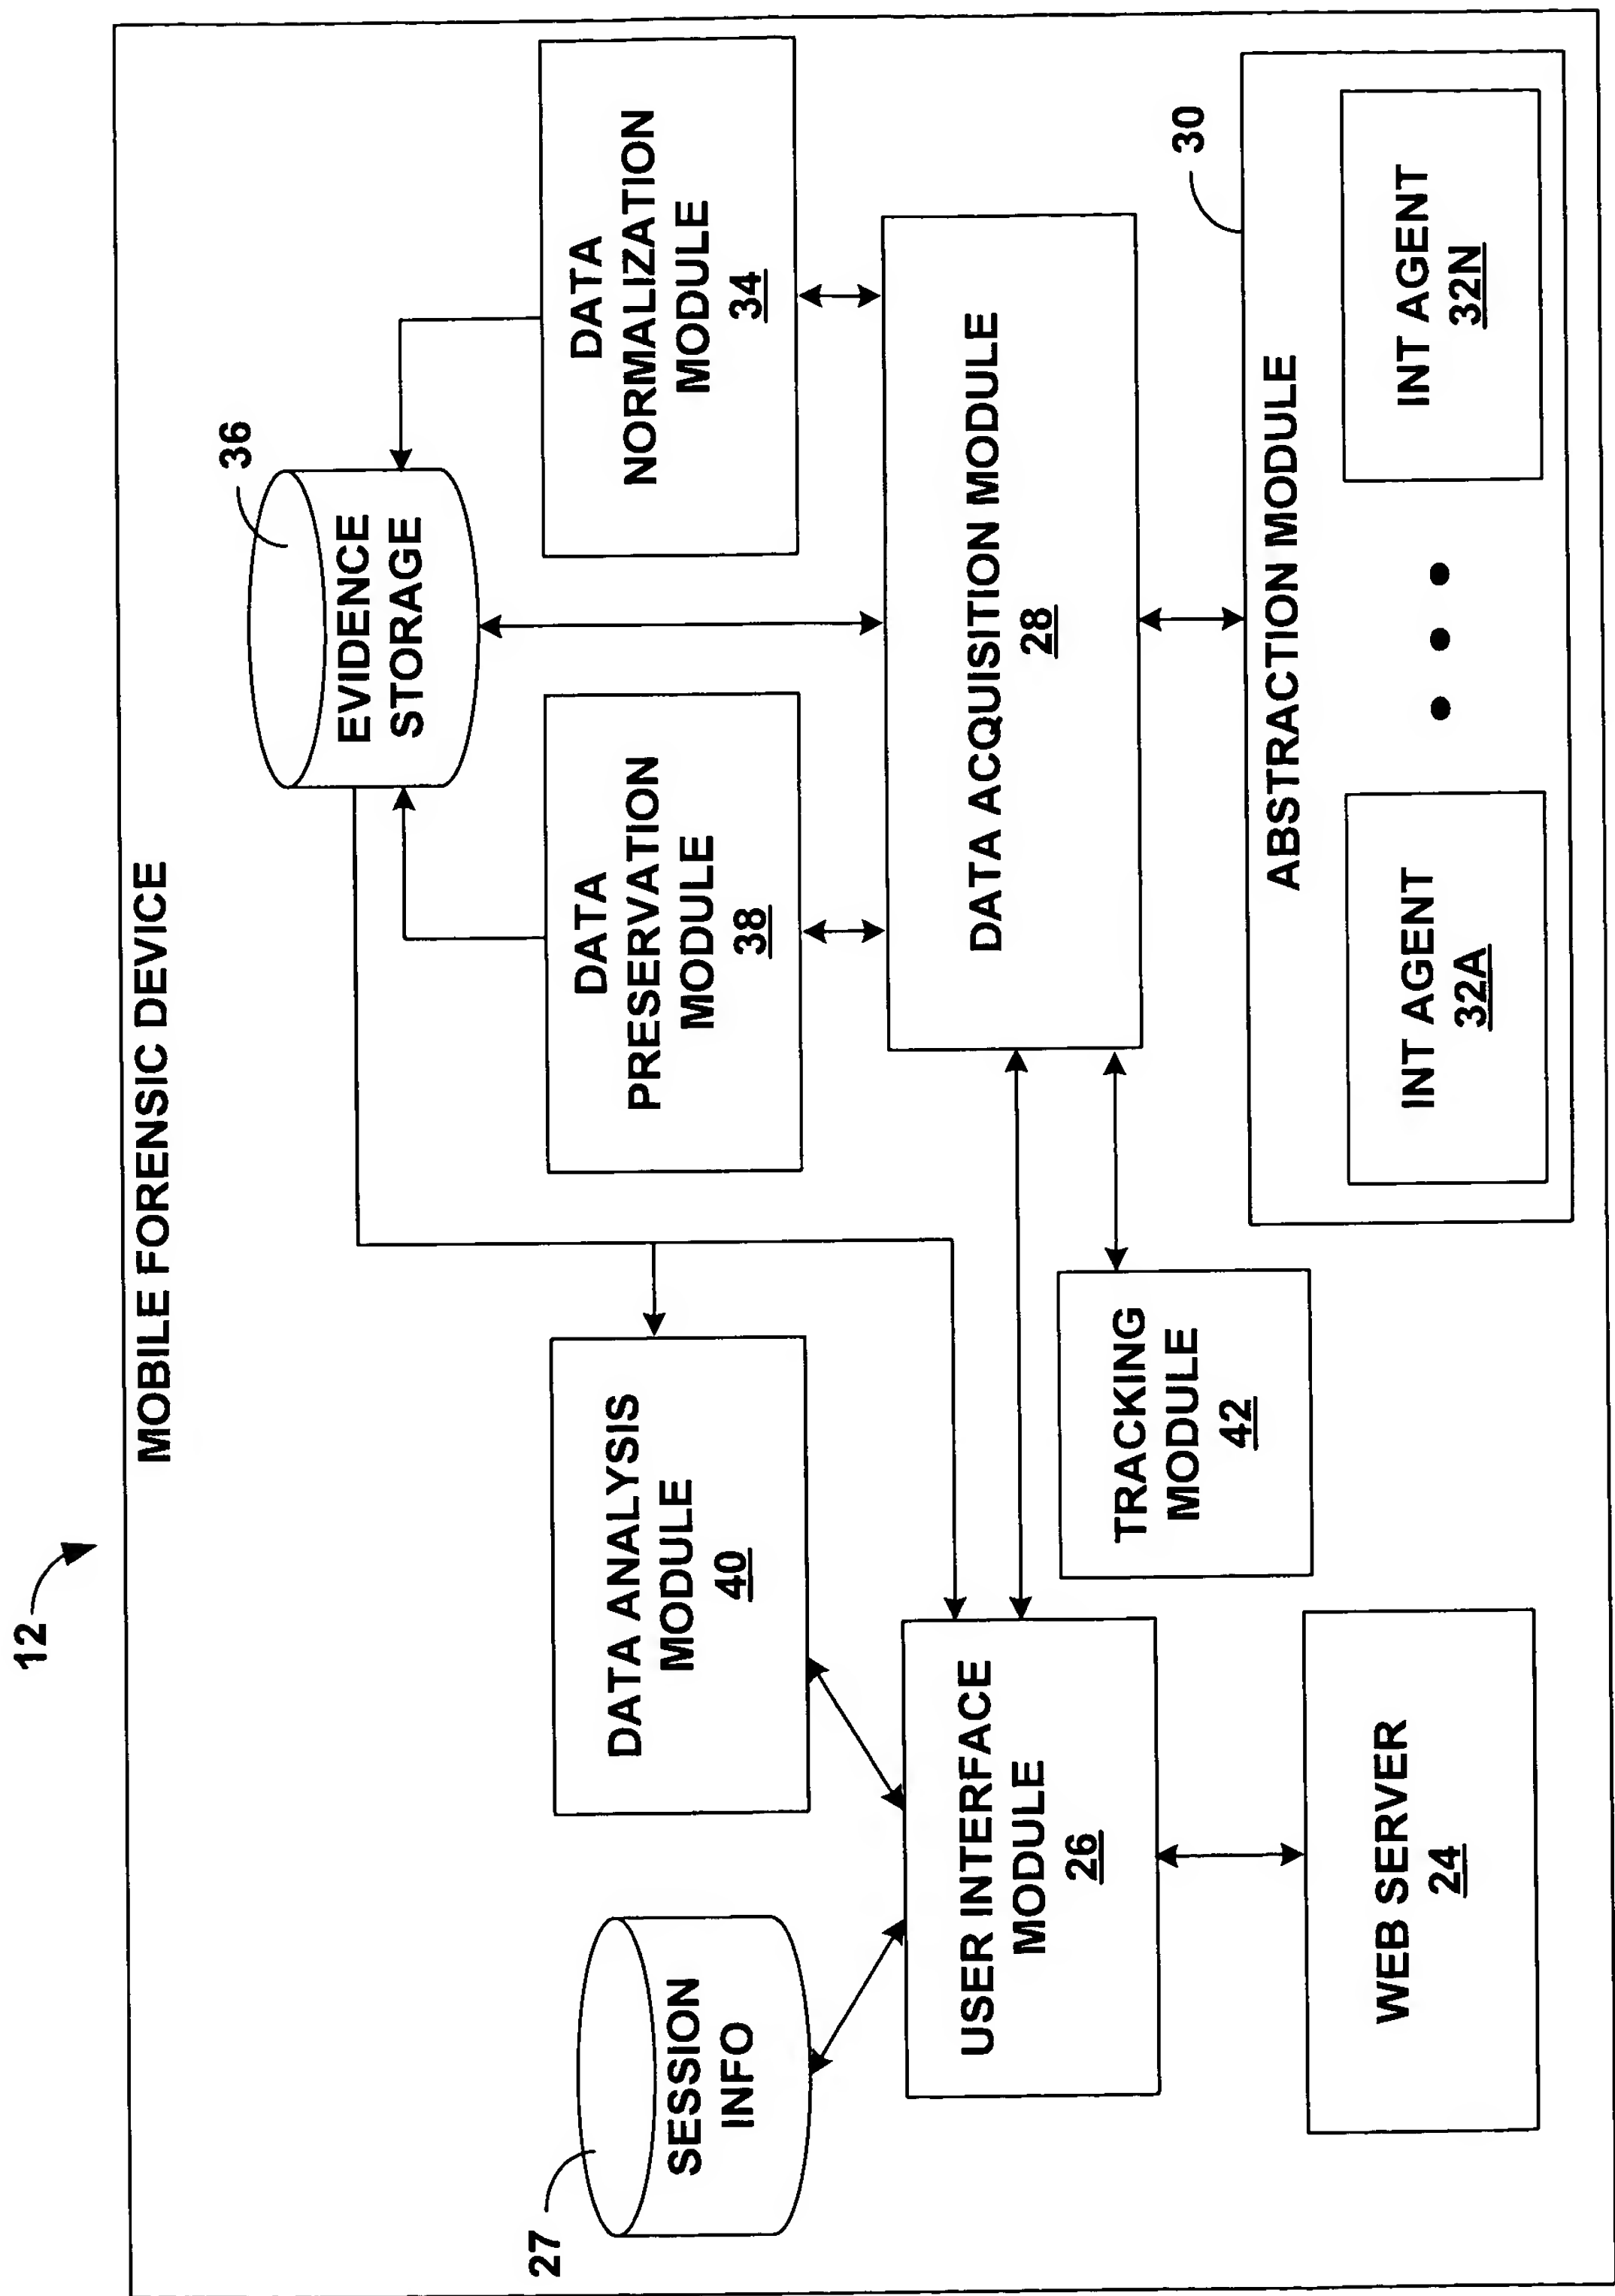 12
MOBILE FORENSIC DEVICE
36
EVIDENCE
STORAGE
27
SESSION
INFO
DATA ANALYSIS
MODULE
40
DATA
PRESERVATION
MODULE
38
DATA
NORMALIZATION
MODULE
34
USER INTERFACE
MODULE
26
TRACKING
MODULE
42
DATA ACQUISITION MODULE
28
30
WEB SERVER
24
ABSTRACTION MODULE
INT AGENT
32A
INT AGENT
32N